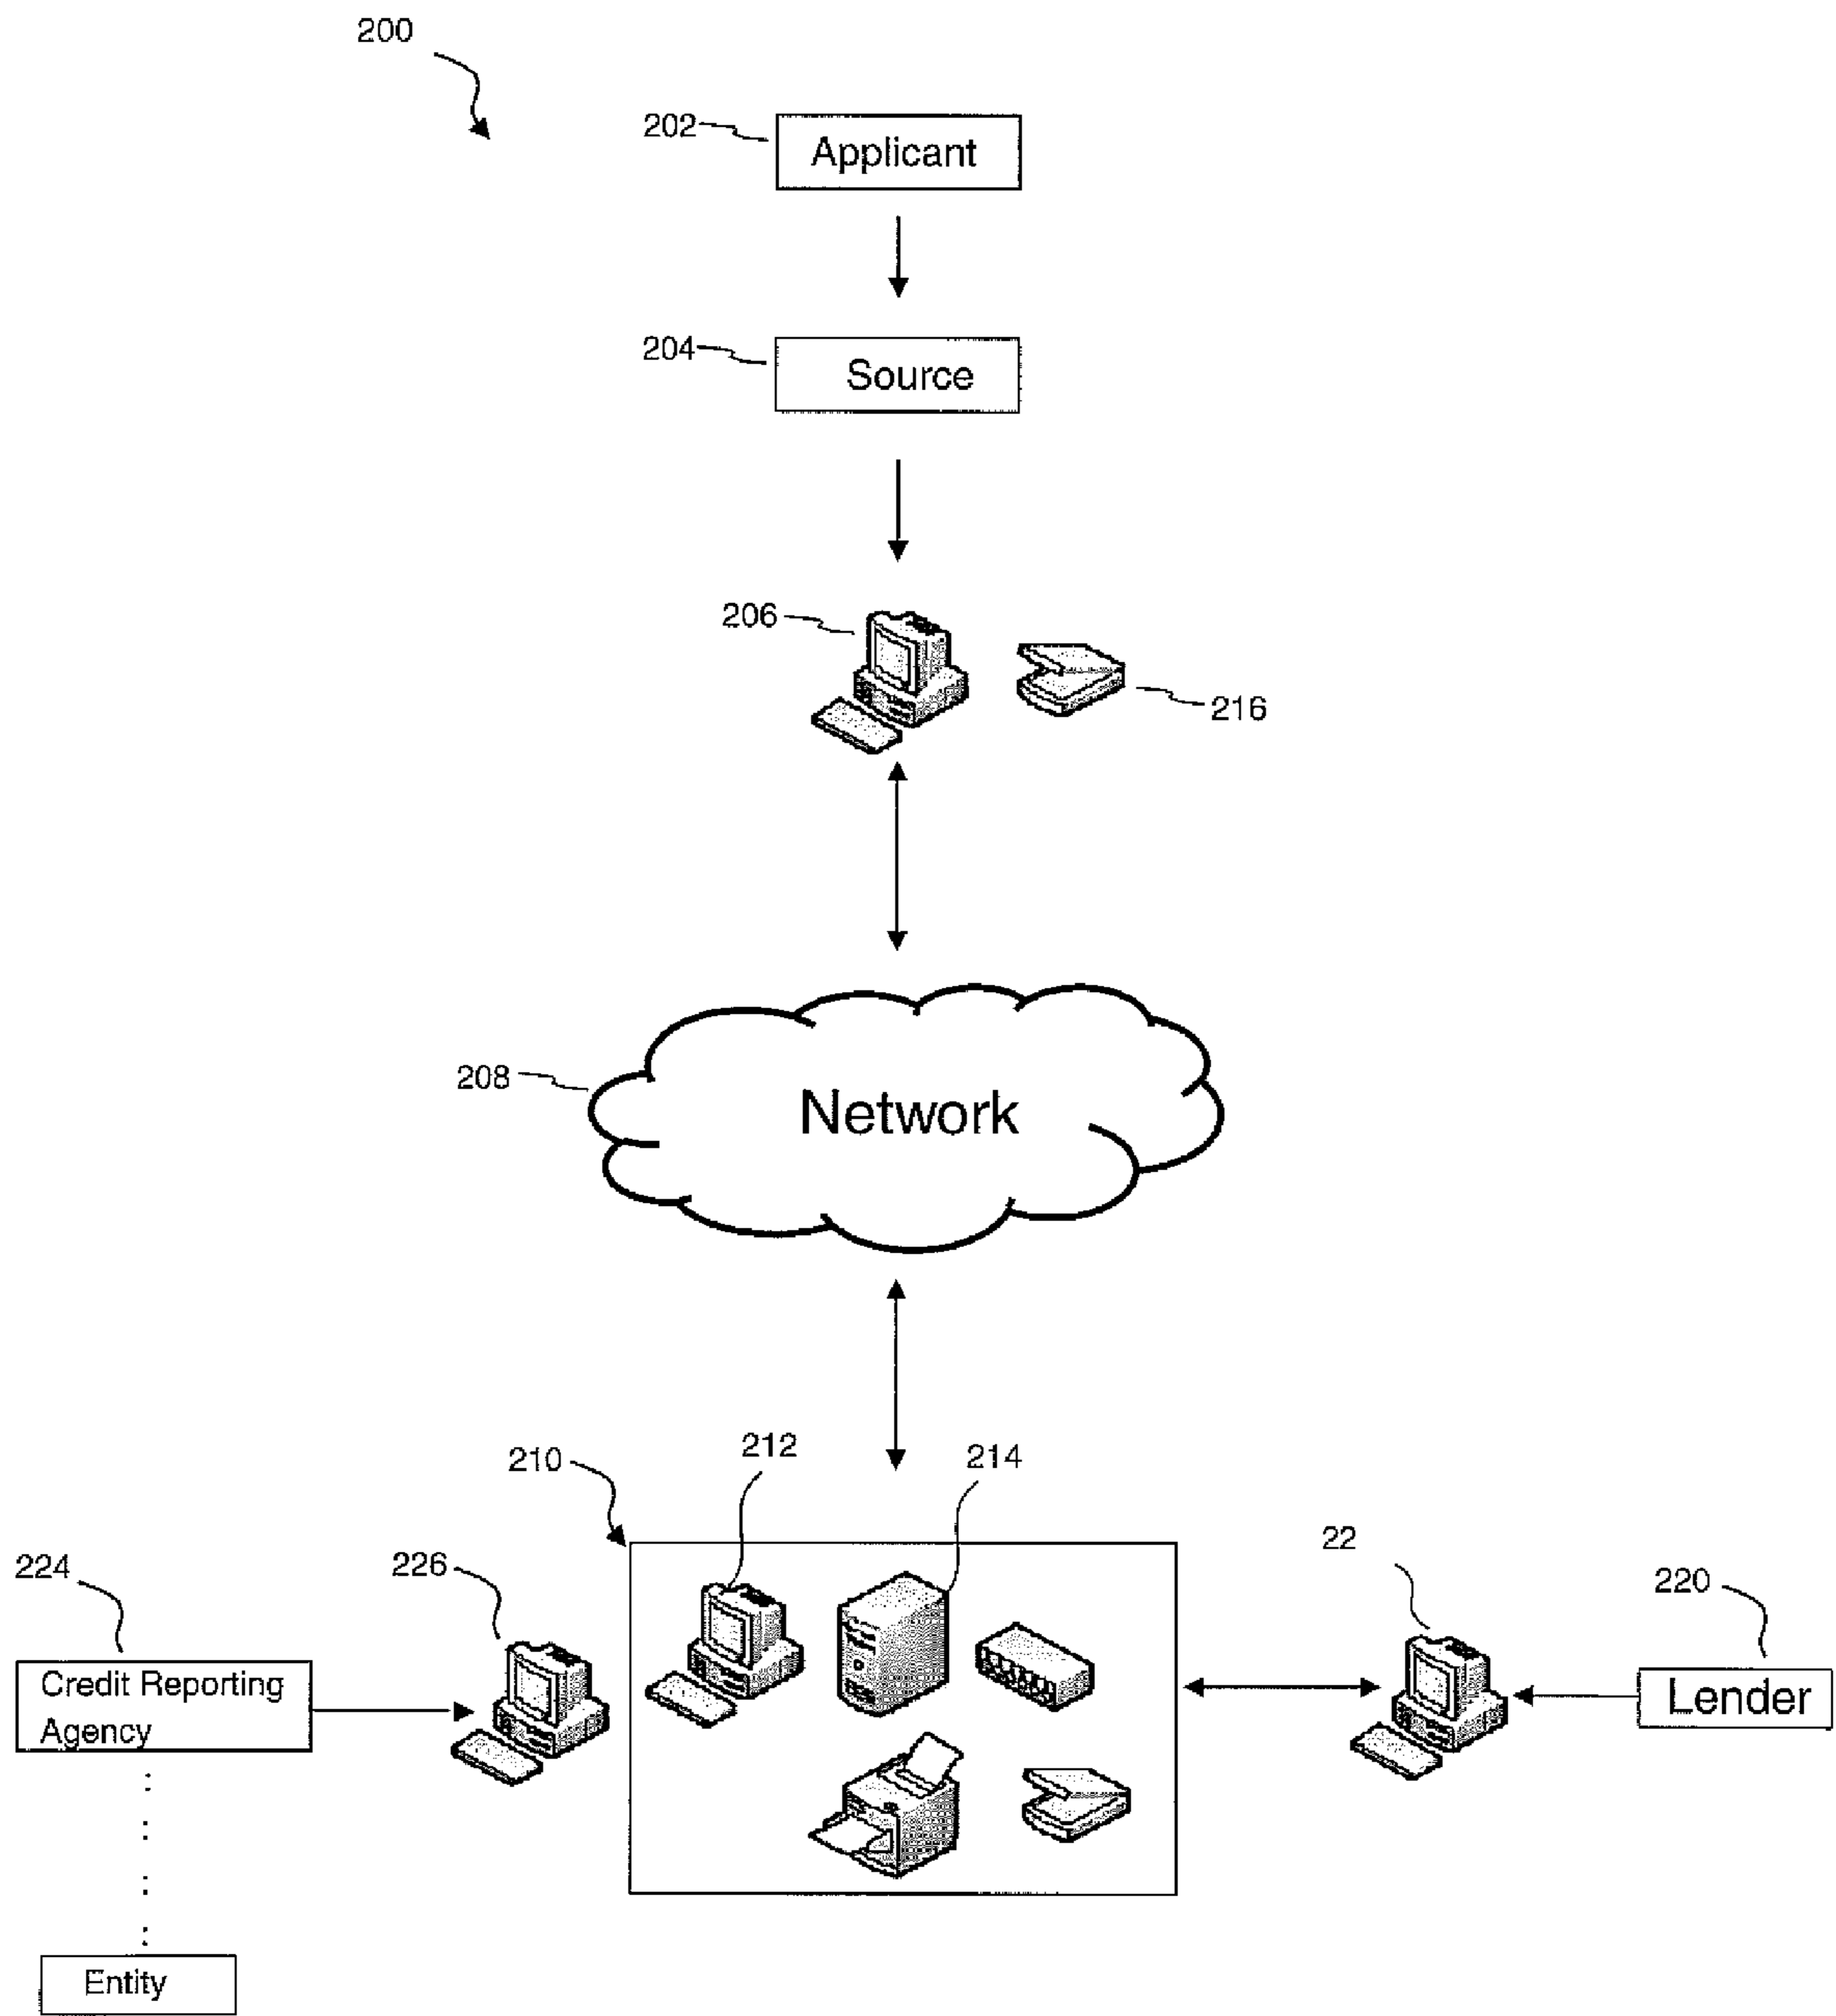 200
202
Applicant
204
Source
206
216
208
Network
210
212
214
224
226
22
220
Credit Reporting
Agency
Lender
Entity